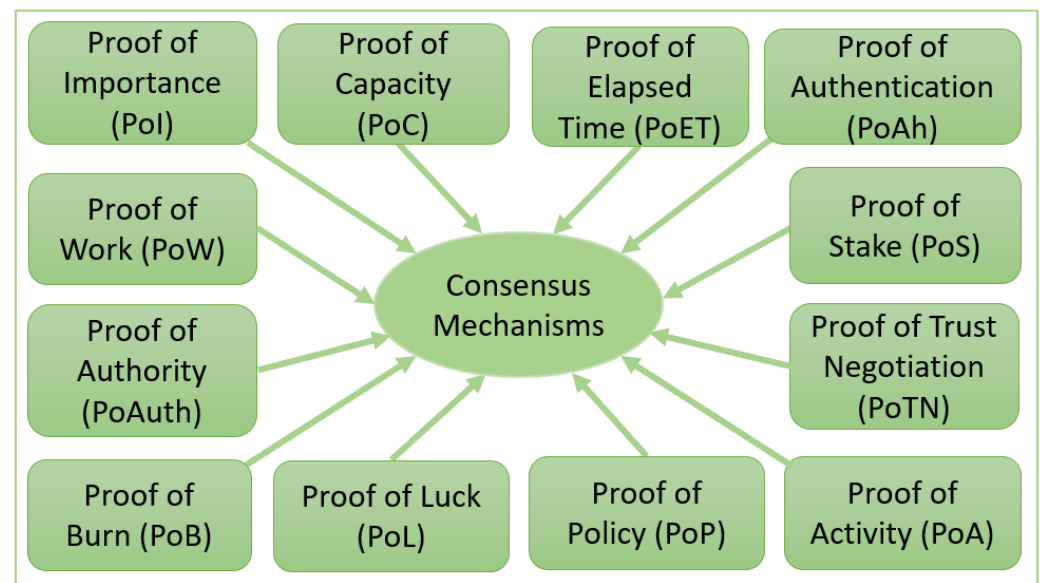 Proof of
Importance
(PoI)
Proof of
Capacity
(PoC)
Proof of
Elapsed
Time (PoET)
Proof of
Authentication
(PoAh)
Proof of
Work (PoW)
Consensus
Mechanisms
Proof of
Stake (PoS)
Proof of
Authority
(PoAuth)
Proof of Trust
Negotiation
(PoTN)
Proof of
Burn (PoB)
Proof of Luck
(PoL)
Proof of
Policy (PoP)
Proof of
Activity (PoA)